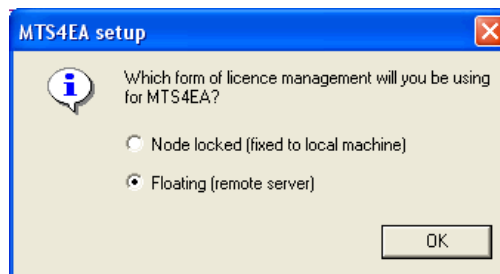 MTS4EA setup
Which form of licence management will you be using
for MTS4EA?
Node locked (fixed to local machine)
Floating (remote server)
OK